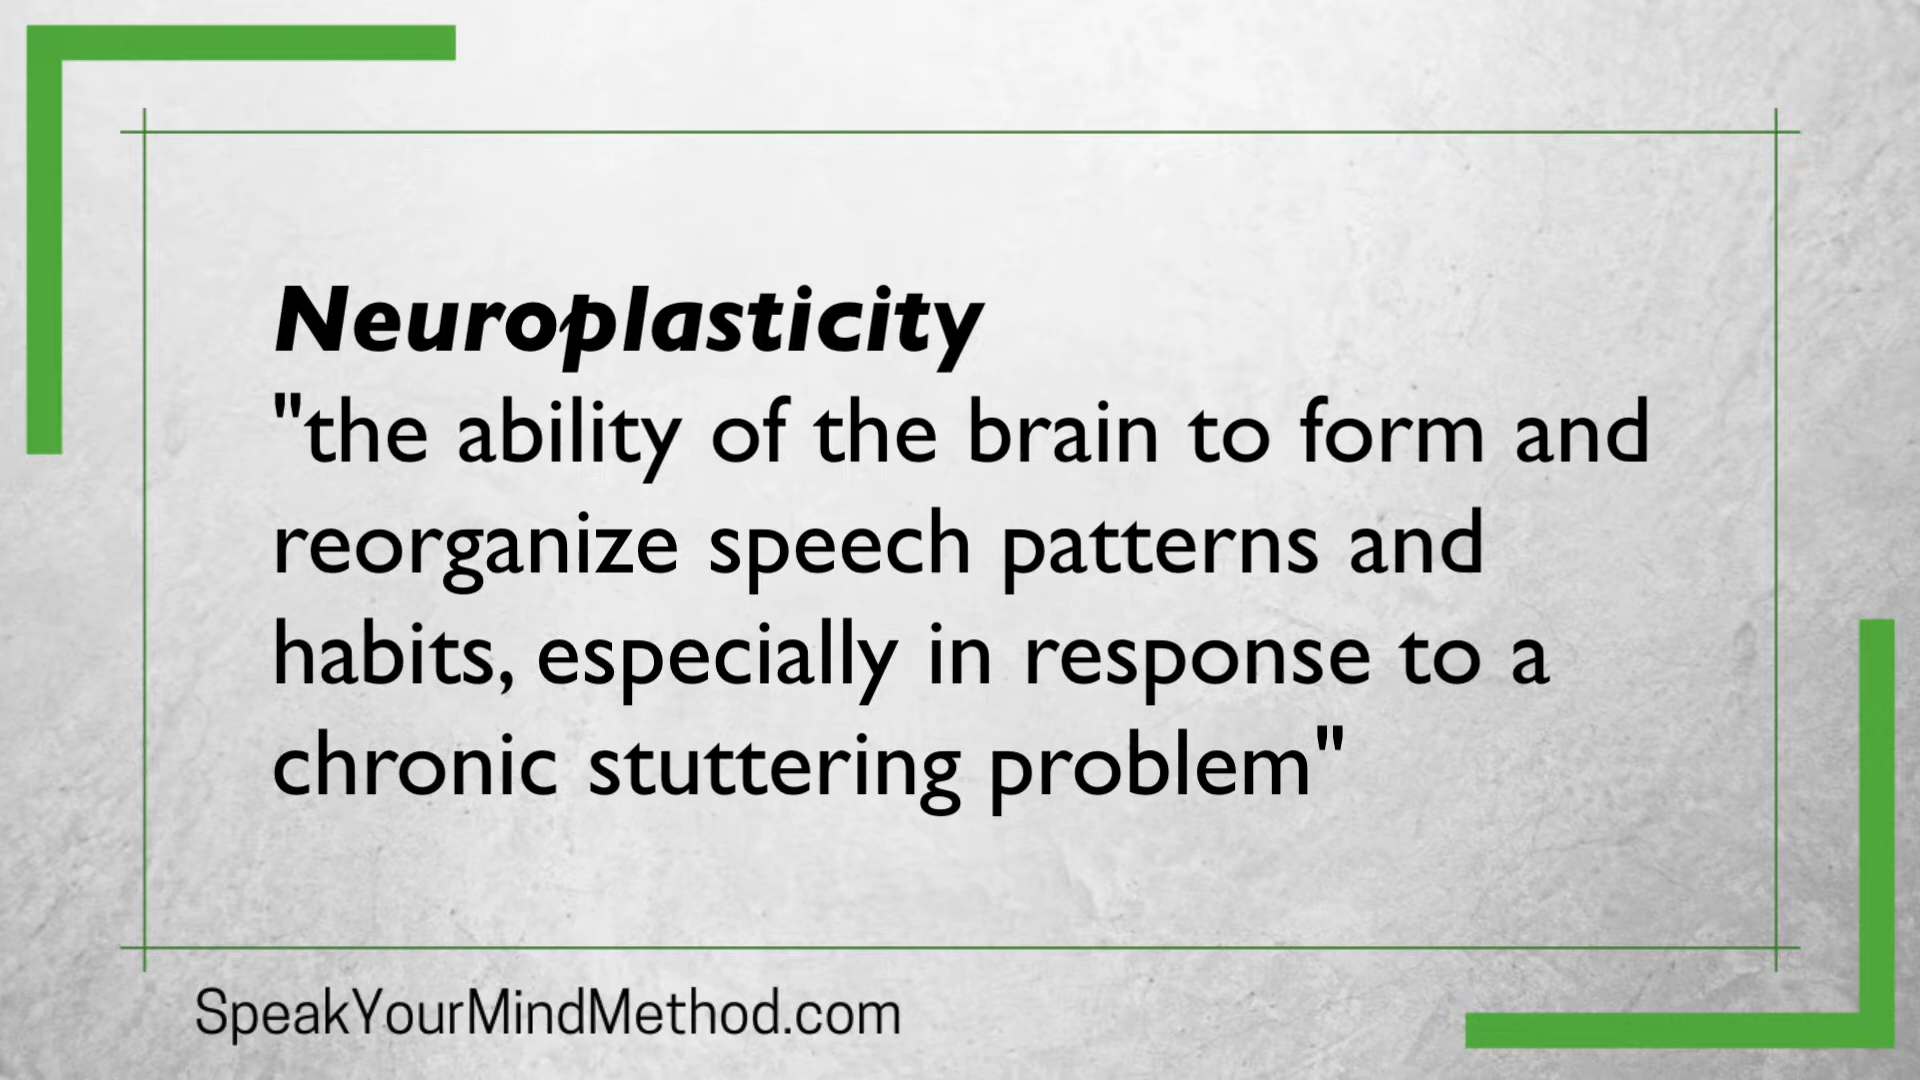 Neuroplasticity
"the ability of the brain to form and
reorganize speech patterns and
habits, especially in response to a
chronic stuttering problem"
SpeakYourMindMethod.com